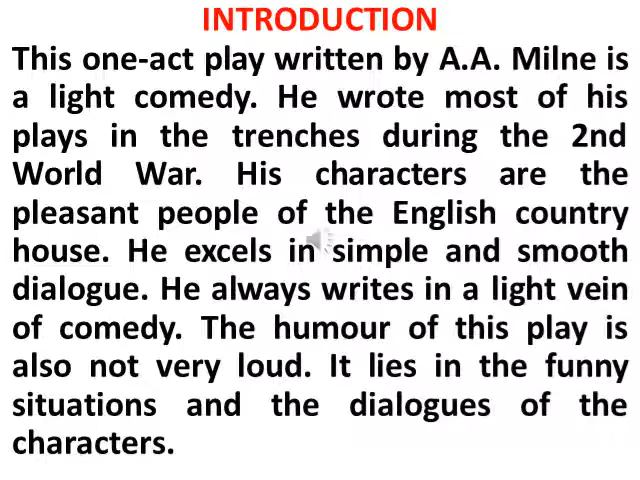 INTRODUCTION
This one-act play written by A.A. Milne is
a light comedy. He wrote most of his
plays in the trenches during the 2nd
World War. His characters are the
pleasant people of the English country
house. He excels in simple and smooth
dialogue. He always writes in a light vein
of comedy. The humour of this play is
also not very loud. It lies in the funny
situations and the dialogues of the
characters.